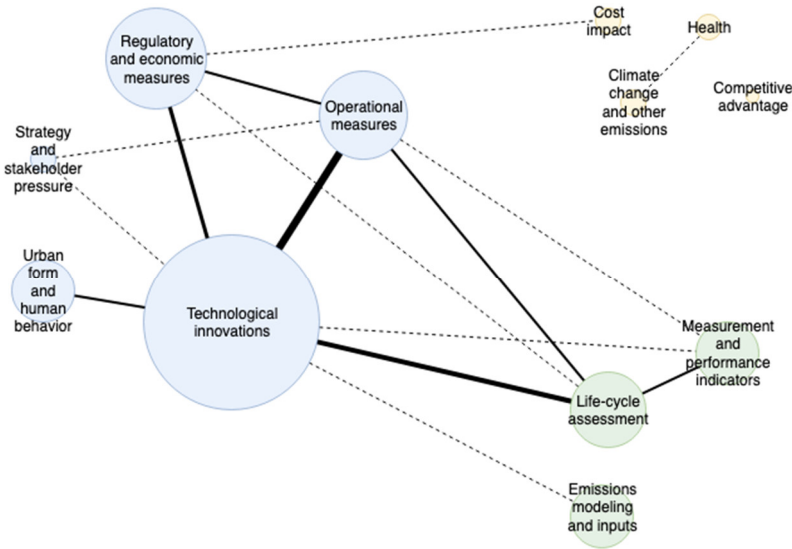 Cost
impact
Health
Regulatory
and economic
measures
Climate
change
and other
emissions
Competitive
advantage
Operational
measures
Strategy
and
stakeholder
pressure
Urban
form
and
human
behavior
Technological
innovations
Measurement
and
performance
indicators
Life-cycle
assessment
Emissions
modeling
and inputs